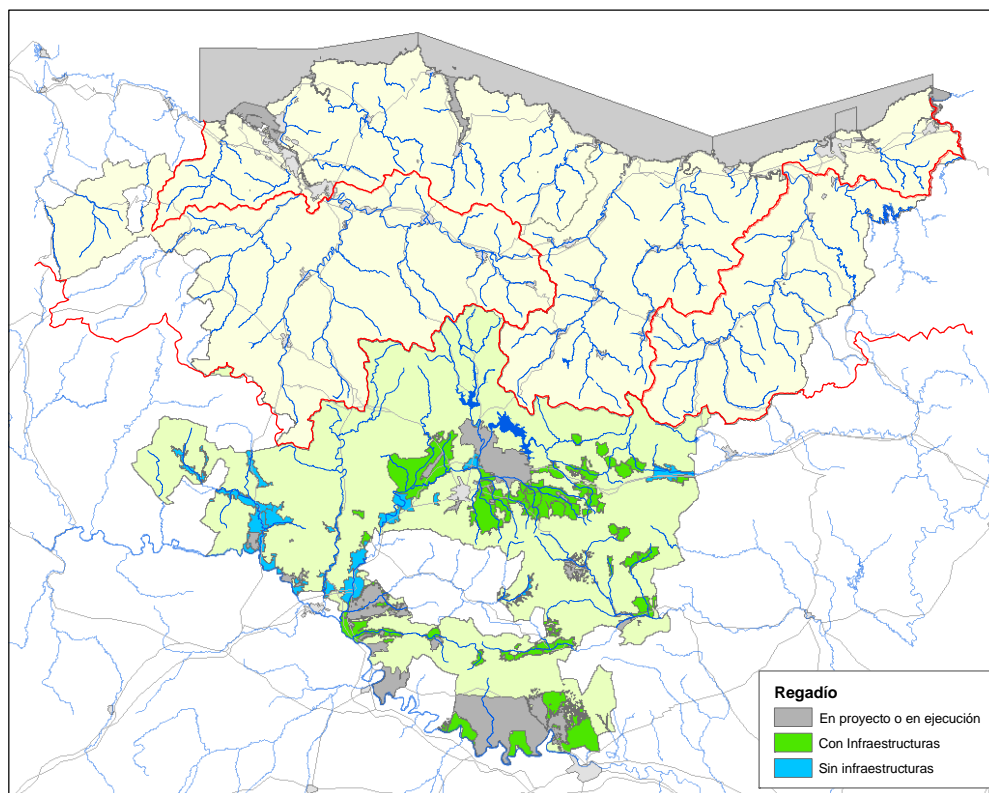 Regadío
En proyecto o en ejecución
Con Infraestructuras
Sin infraestructuras